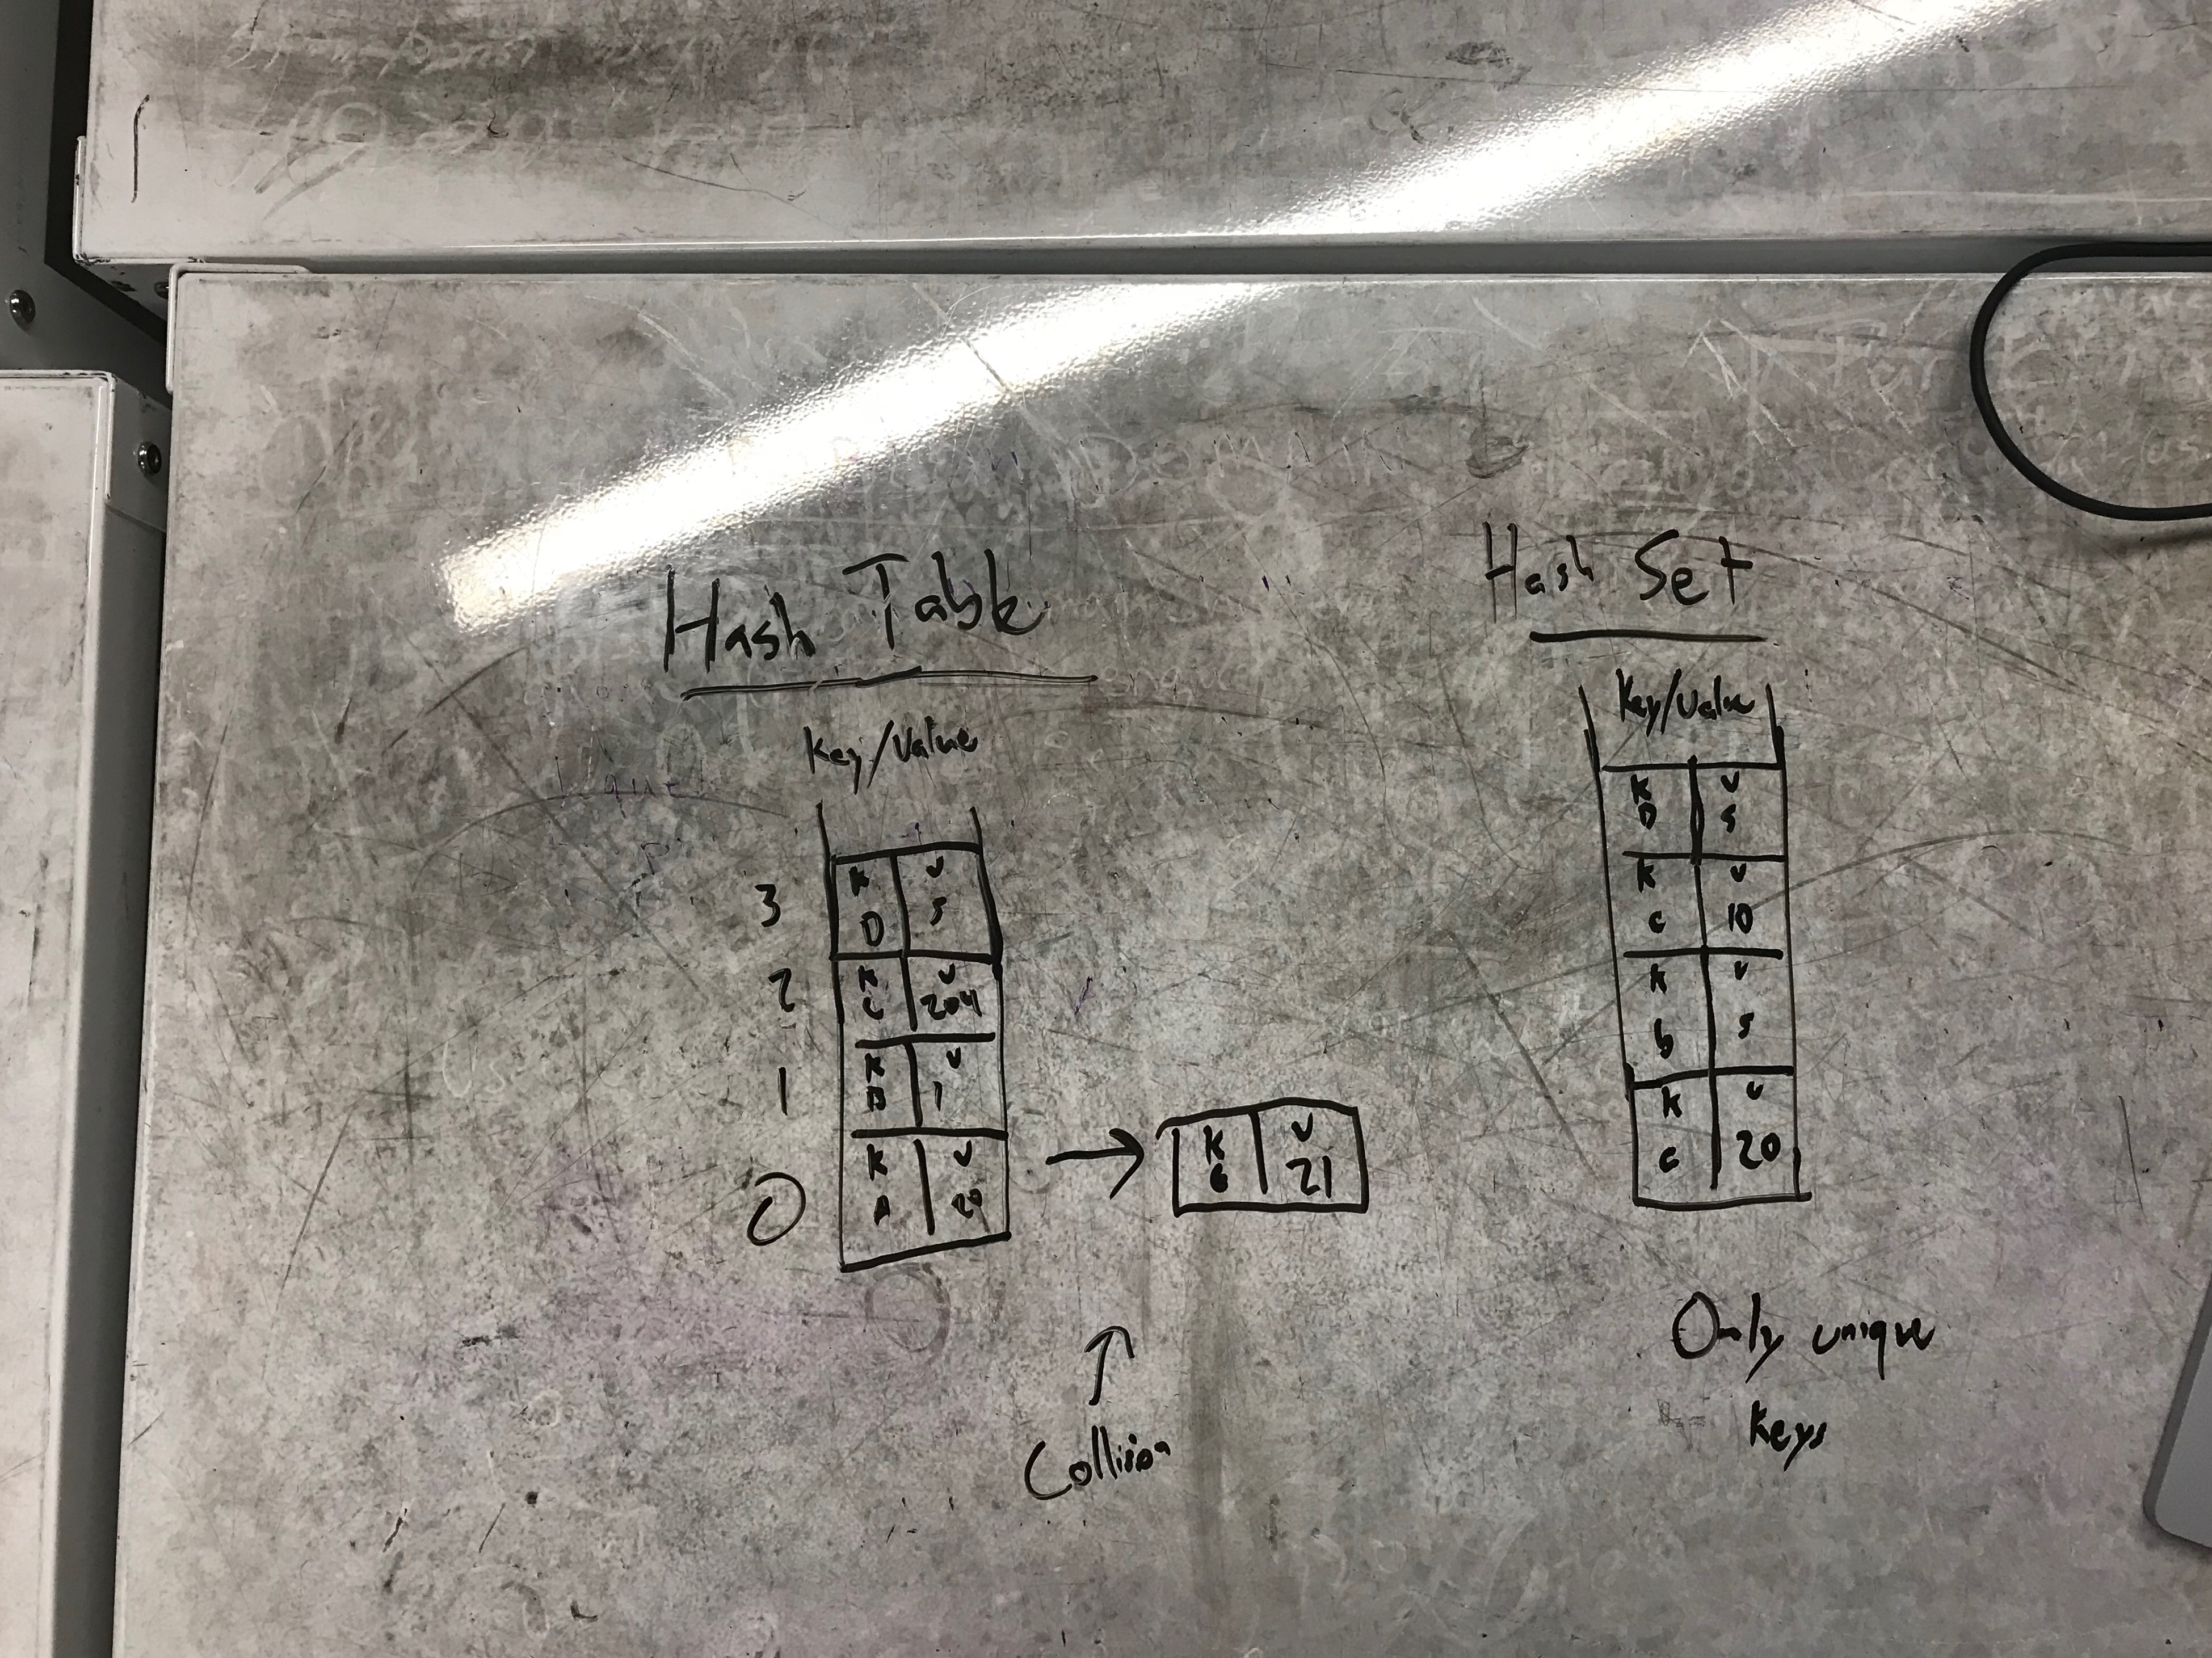 Hash Table
Key/Value
3 K D V 5
2 K C V 204
1 K B V 1
0 K A V 20
K G V 21
Collision
Hash Set
Key/Value
K D V 5
K C V 10
K b V 5
K V 20
Only unique
keys